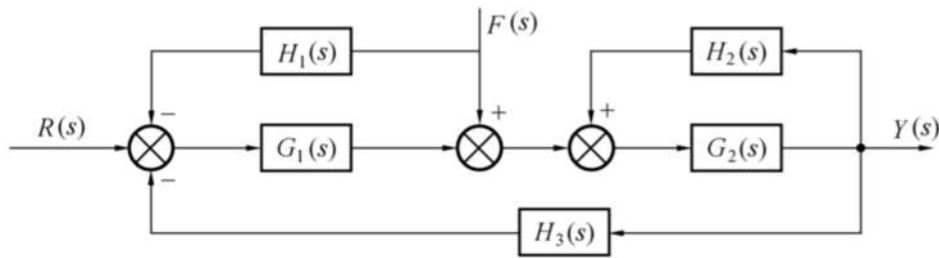 F(s)
H₁(s)
H₂(s)
− + +
R(s)
G₁(s)
G₂(s)
Y(s)
−
H₃(s)